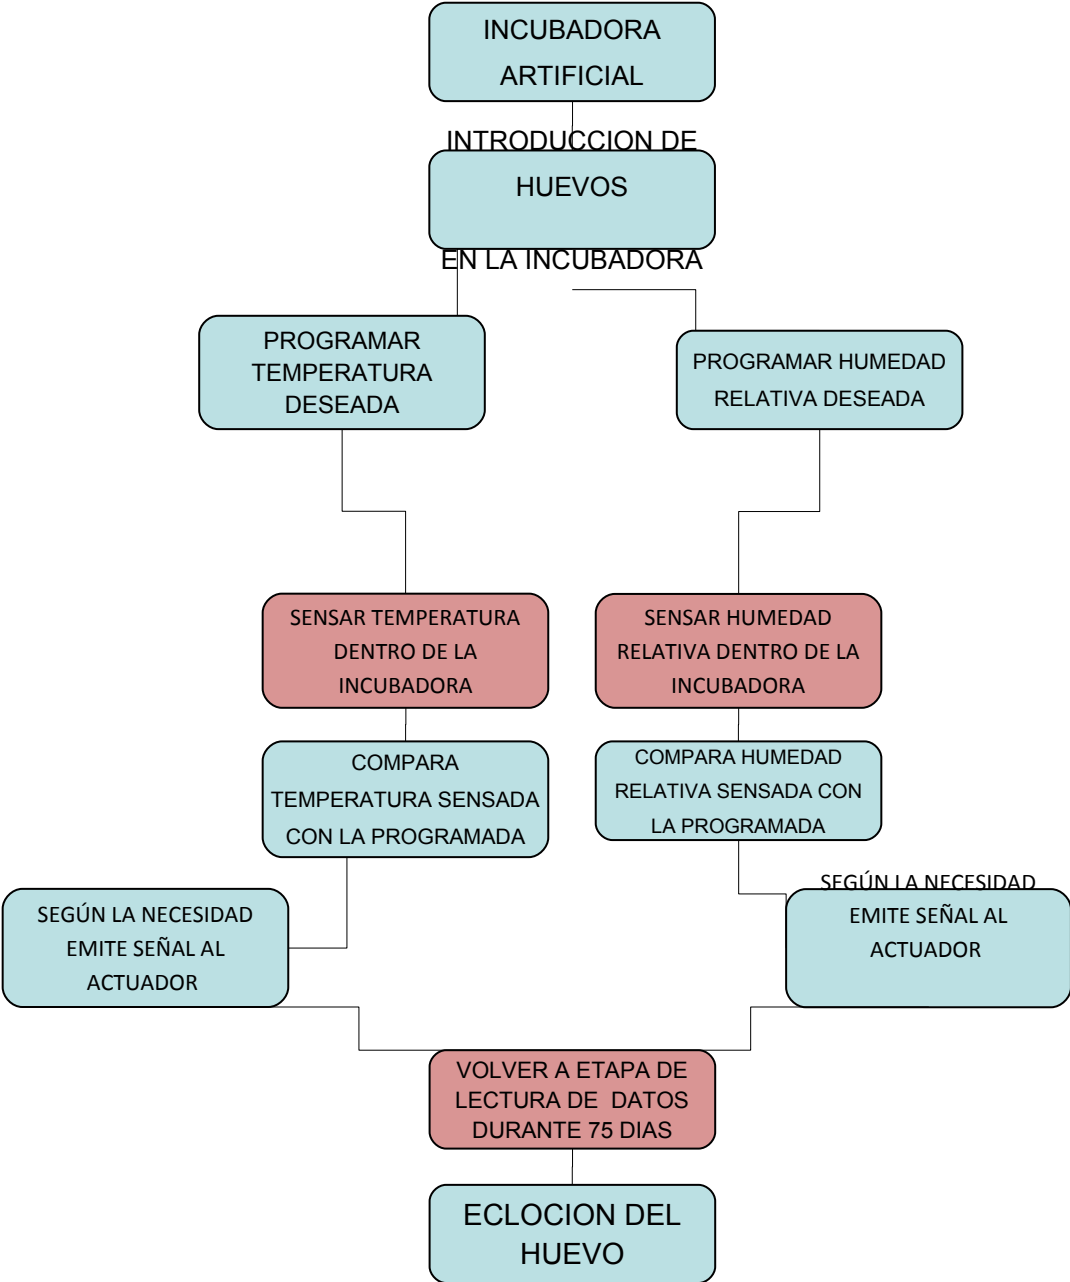 INCUBADORA
ARTIFICIAL
INTRODUCCION DE
HUEVOS
EN LA INCUBADORA
PROGRAMAR
TEMPERATURA
DESEADA
PROGRAMAR HUMEDAD
RELATIVA DESEADA
SENSAR TEMPERATURA
DENTRO DE LA
INCUBADORA
SENSAR HUMEDAD
RELATIVA DENTRO DE LA
INCUBADORA
COMPARA
TEMPERATURA SENSADA
CON LA PROGRAMADA
COMPARA HUMEDAD
RELATIVA SENSADA CON
LA PROGRAMADA
SEGÚN LA NECESIDAD
EMITE SEÑAL AL
ACTUADOR
SEGÚN LA NECESIDAD
EMITE SEÑAL AL
ACTUADOR
VOLVER A ETAPA DE
LECTURA DE DATOS
DURANTE 75 DIAS
ECLOCION DEL
HUEVO